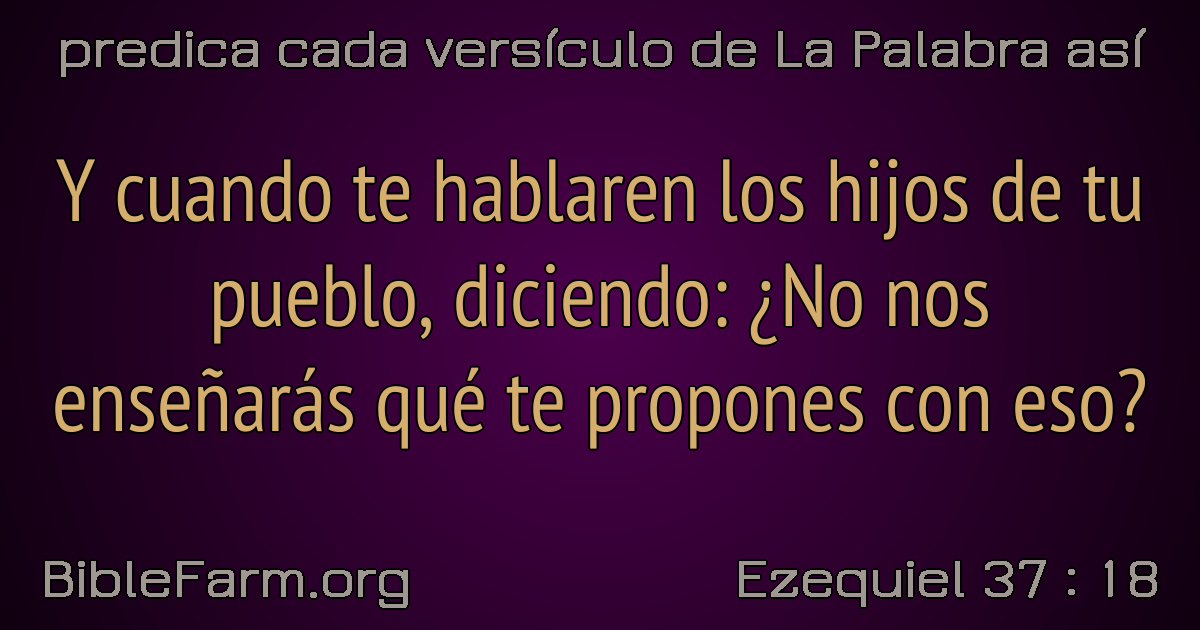 predica cada versículo de La Palabra así
Y cuando te hablaren los hijos de tu
pueblo, diciendo: ¿No nos
enseñarás qué te propones con eso?
BibleFarm.org
Ezequiel 37 : 18